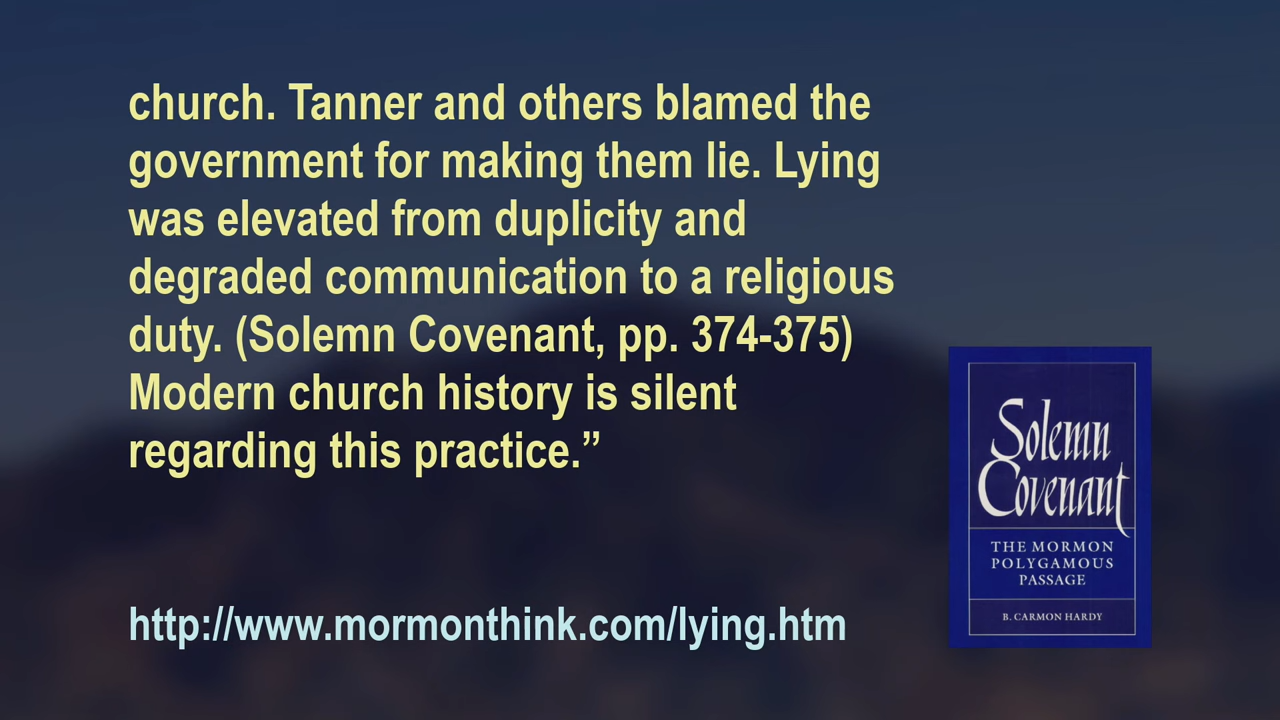 church. Tanner and others blamed the
government for making them lie. Lying
was elevated from duplicity and
degraded communication to a religious
duty. (Solemn Covenant, pp. 374-375)
Modern church history is silent
regarding this practice.”
Solemn
Covenant
THE MORMON
POLYGAMOUS
PASSAGE
B. CARMON HARDY
http://www.mormonthink.com/lying.htm